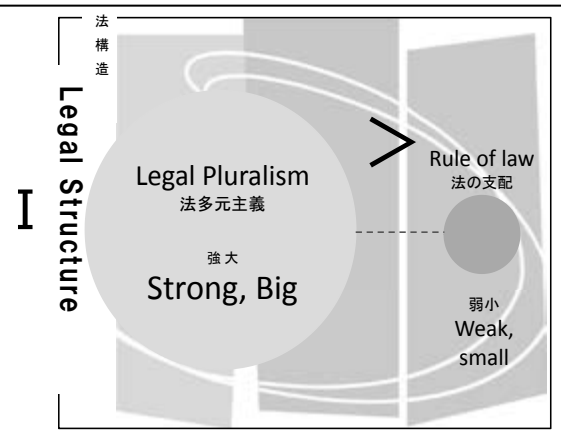 I
Legal Structure
法構造
Legal Pluralism
法多元主義
強大
Strong, Big
>
Rule of law
法の支配
弱小
Weak,
small